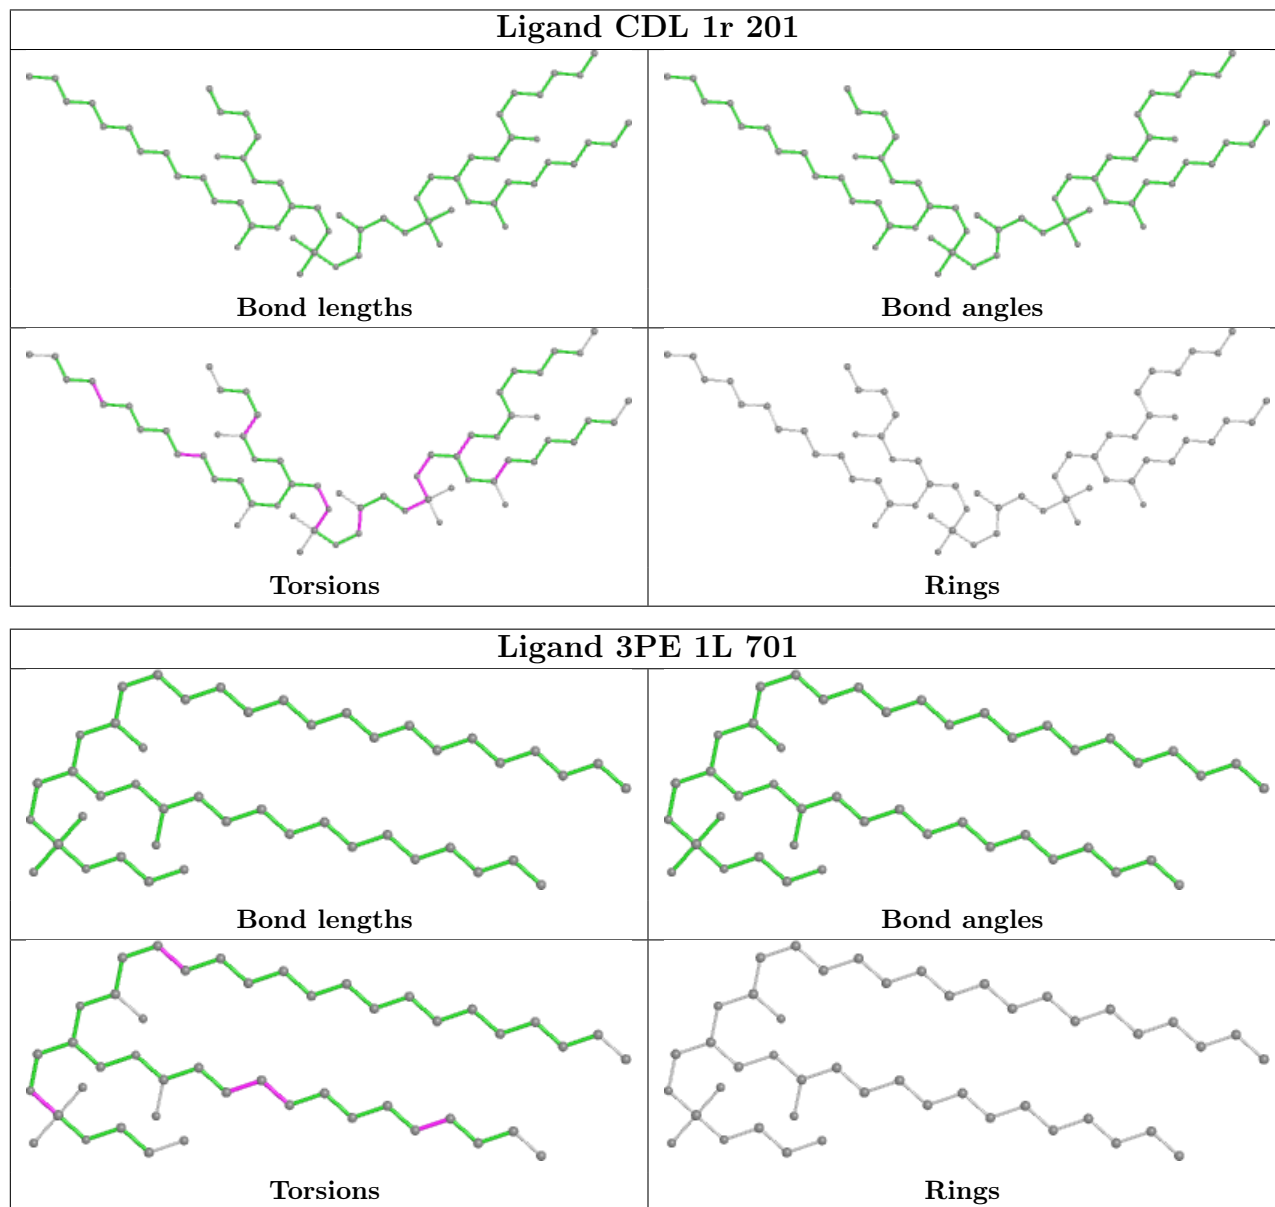 Ligand CDL 1r 201
Bond lengths
Bond angles
Torsions
Rings
Ligand 3PE 1L 701
Bond lengths
Bond angles
Torsions
Rings